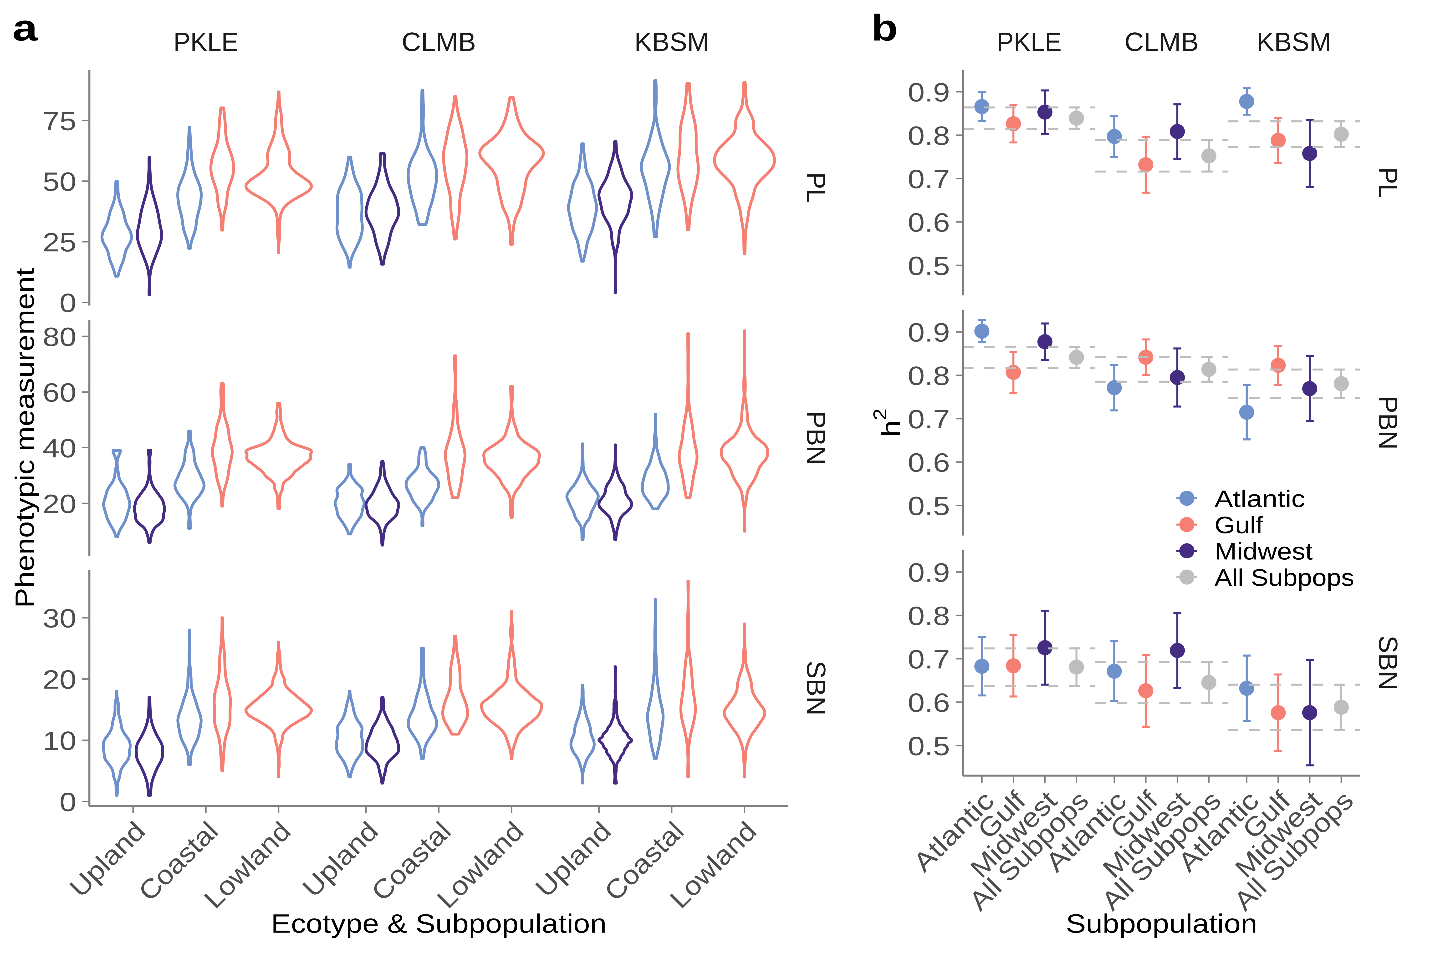 a
PKLE CLMB KBSM
Phenotypic measurement
75
50
25
0
PL
80
60
40
20
PBN
30
20
10
0
SBN
Upland Coastal Lowland Upland Coastal Lowland Upland Coastal Lowland
Ecotype & Subpopulation
b
PKLE CLMB KBSM
h2
0.9
0.8
0.7
0.6
0.5
PL
0.9
0.8
0.7
0.6
0.5
PBN
Atlantic
Gulf
Midwest
All Subpops
0.9
0.8
0.7
0.6
0.5
SBN
Atlantic Gulf Midwest All Subpops Atlantic Gulf Midwest All Subpops Atlantic Gulf Midwest All Subpops
Subpopulation